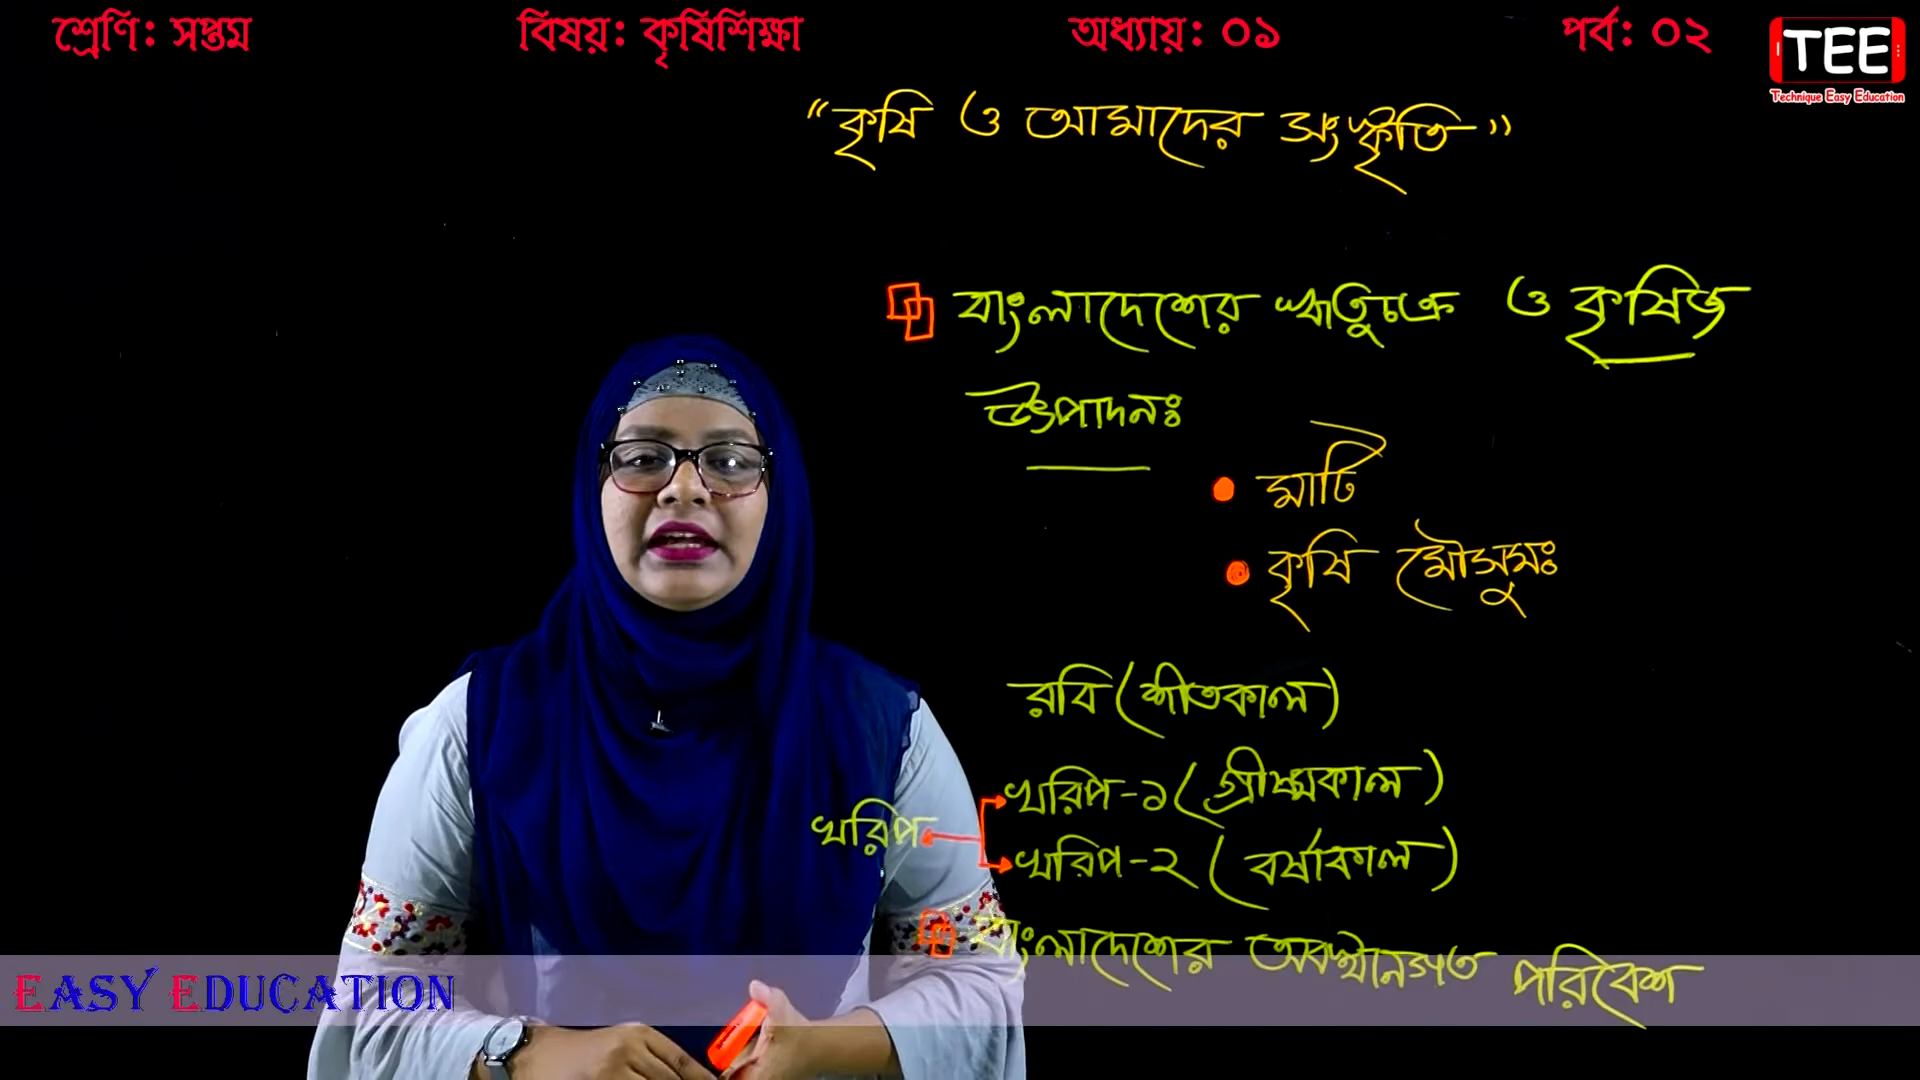 শ্রেণি: সপ্তম বিষয়: কৃষিশিক্ষা অধ্যায়: ০১ পর্ব: ০২
TEE
Technique Easy Education
“কৃষি ও আমাদের সংস্কৃতি”
বাংলাদেশের ঋতুচক্র ও কৃষিজ
উৎপাদনঃ
• মাটি
• কৃষি মৌসুমঃ
রবি (শীতকাল)
খরিপ-১ (গ্রীষ্মকাল)
খরিপ
খরিপ-২ (বর্ষাকাল)
বাংলাদেশের অবস্থানগত পরিবেশ
EASY EDUCATION